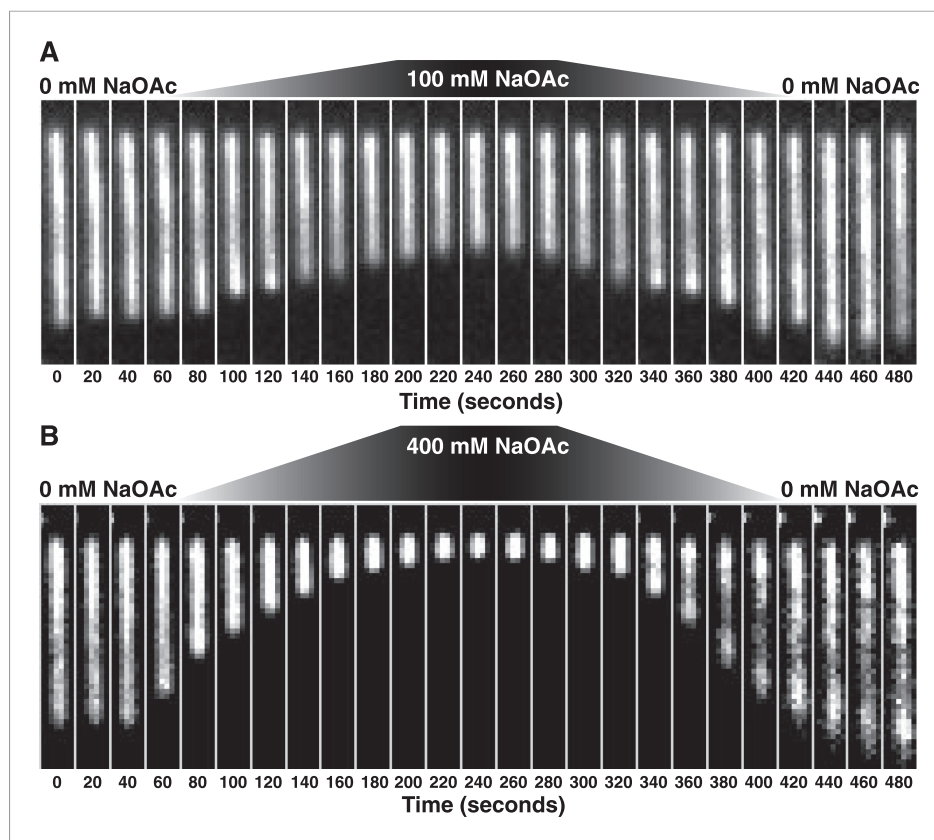 A
0 mM NaOAc 100 mM NaOAc 0 mM NaOAc
0 20 40 60 80 100 120 140 160 180 200 220 240 260 280 300 320 340 360 380 400 420 440 460 480
Time (seconds)
B
400 mM NaOAc
0 mM NaOAc 0 mM NaOAc
0 20 40 60 80 100 120 140 160 180 200 220 240 260 280 300 320 340 360 380 400 420 440 460 480
Time (seconds)